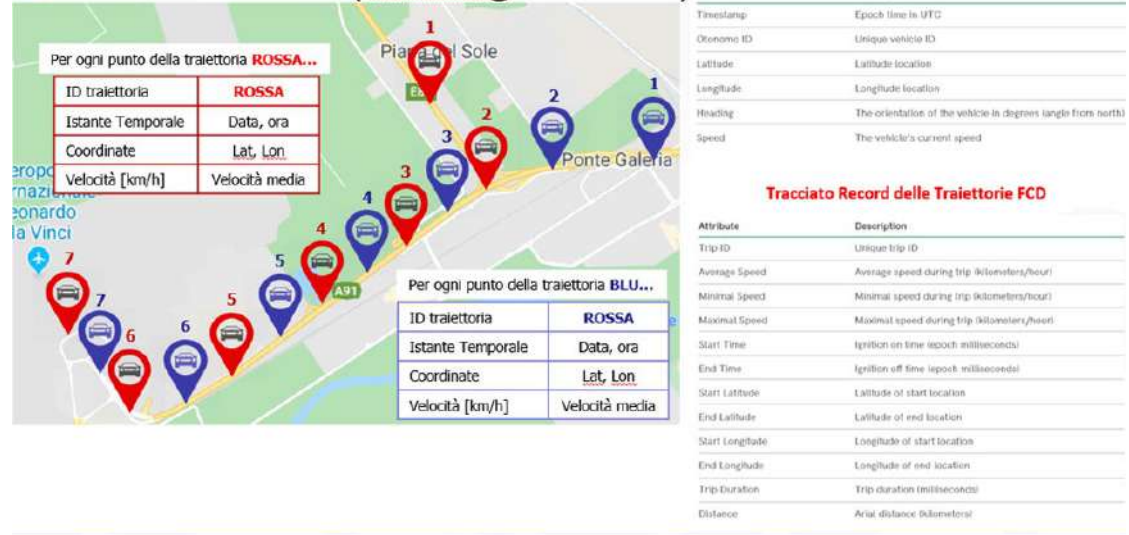 Per ogni punto della traiettoria ROSSA...
ID traiettoria ROSSA
Istante Temporale Data, ora
Coordinate Lat, Lon
Velocità [km/h] Velocità media
1
Piana del Sole
2
3
4
5
6
7
1
2
3
4
5
6
7
Ponte Galeria
A91
eonardo
la Vinci
Per ogni punto della traiettoria BLU...
ID traiettoria ROSSA
Istante Temporale Data, ora
Coordinate Lat, Lon
Velocità [km/h] Velocità media
Timestamp Epoch time in UTC
Otonomo ID Unique vehicle ID
Latitude Latitude location
Longitude Longitude location
Heading The orientation of the vehicle in degrees (angle from north)
Speed The vehicle's current speed
Tracciato Record delle Traiettorie FCD
Attribute Description
Trip ID Unique trip ID
Average Speed Average speed during trip (kilometers/hour)
Minimal Speed Minimal speed during trip (kilometers/hour)
Maximal Speed Maximal speed during trip (kilometers/hour)
Start Time Ignition on time (epoch milliseconds)
End Time Ignition off time (epoch milliseconds)
Start Latitude Latitude of start location
End Latitude Latitude of end location
Start Longitude Longitude of start location
End Longitude Longitude of end location
Trip Duration Trip duration (milliseconds)
Distance Arial distance (kilometers)